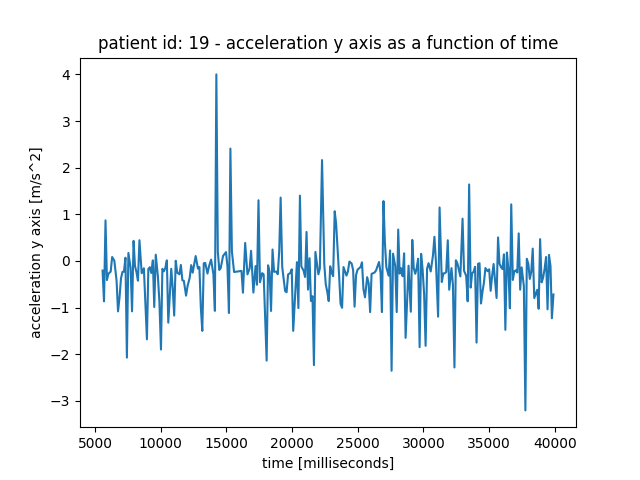 patient id: 19 - acceleration y axis as a function of time
acceleration y axis [m/s^2]
4
3
2
1
0
−1
−2
−3
5000 10000 15000 20000 25000 30000 35000 40000
time [milliseconds]